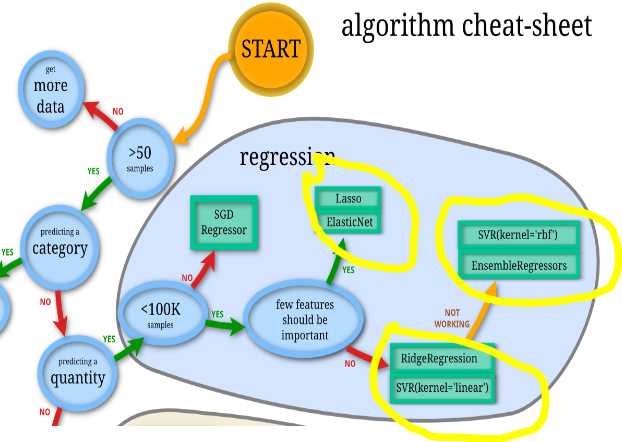 algorithm cheat-sheet
START
get
more
data
NO
>50
samples
YES
predicting a
category
YES
NO
predicting a
quantity
YES
NO
regression
SGD
Regressor
NO
<100K
samples
YES
few features
should be
important
YES
Lasso
ElasticNet
NO
RidgeRegression
SVR(kernel='linear')
NOT
WORKING
SVR(kernel='rbf')
EnsembleRegressors